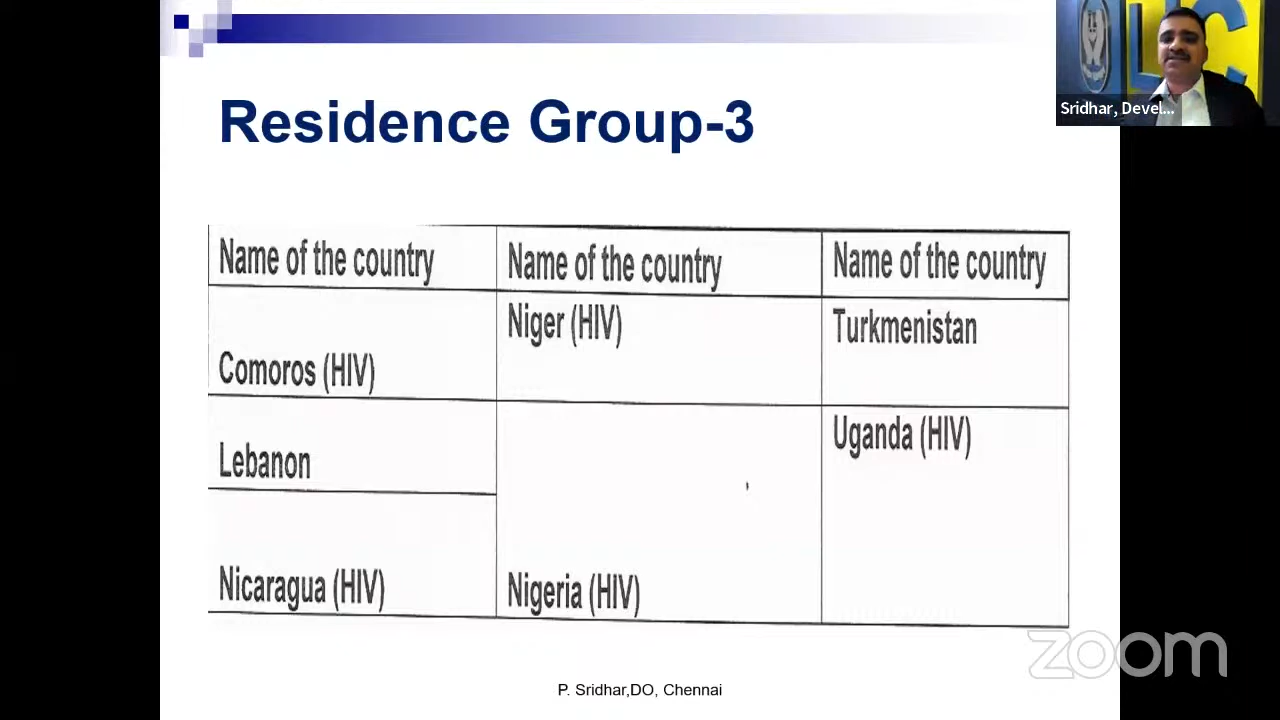 Sridhar, Devel...
Residence Group-3
Name of the country Name of the country Name of the country
Comoros (HIV) Niger (HIV) Turkmenistan
Lebanon
Nicaragua (HIV) Nigeria (HIV) Uganda (HIV)
zoom
P. Sridhar,DO, Chennai